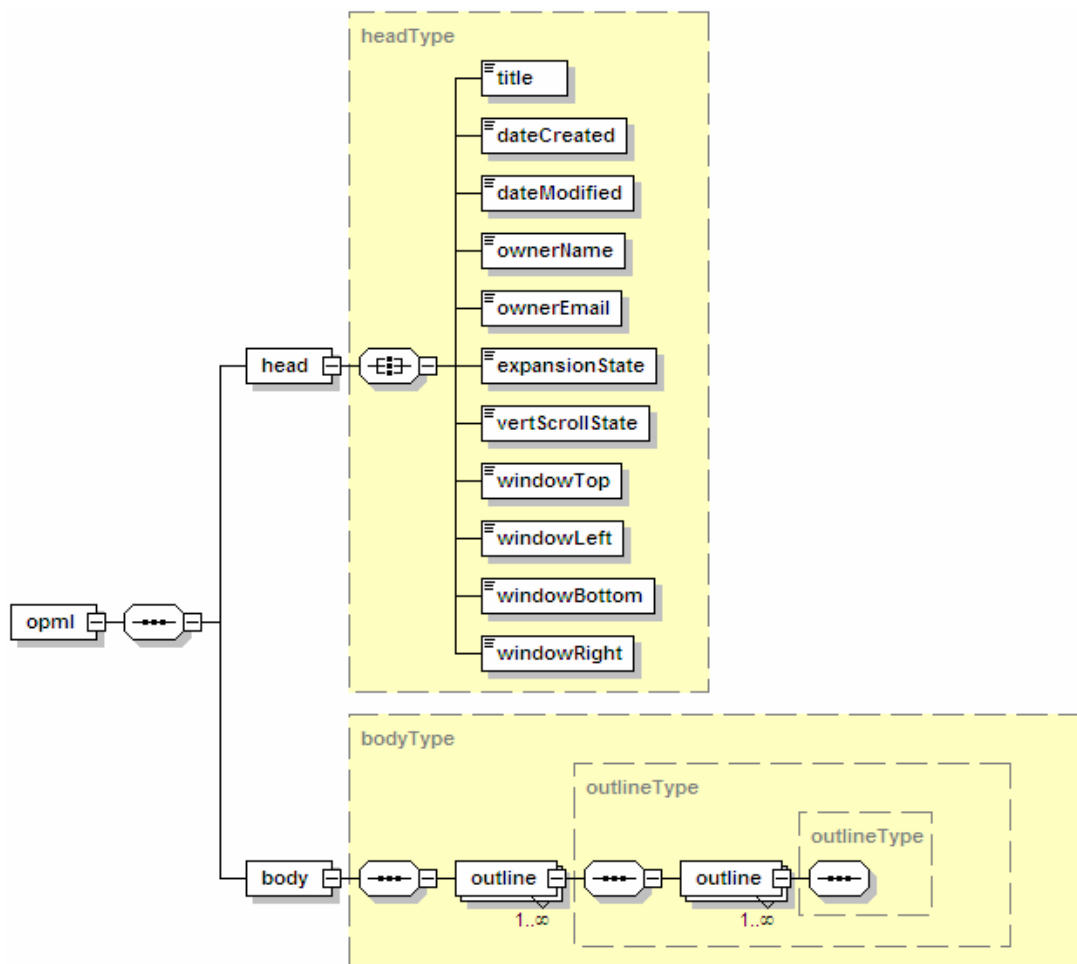 headType
title
dateCreated
dateModified
ownerName
ownerEmail
head
expansionState
vertScrollState
windowTop
windowLeft
windowBottom
opml
windowRight
bodyType
outlineType
outlineType
body
outline
outline
1..∞
1..∞